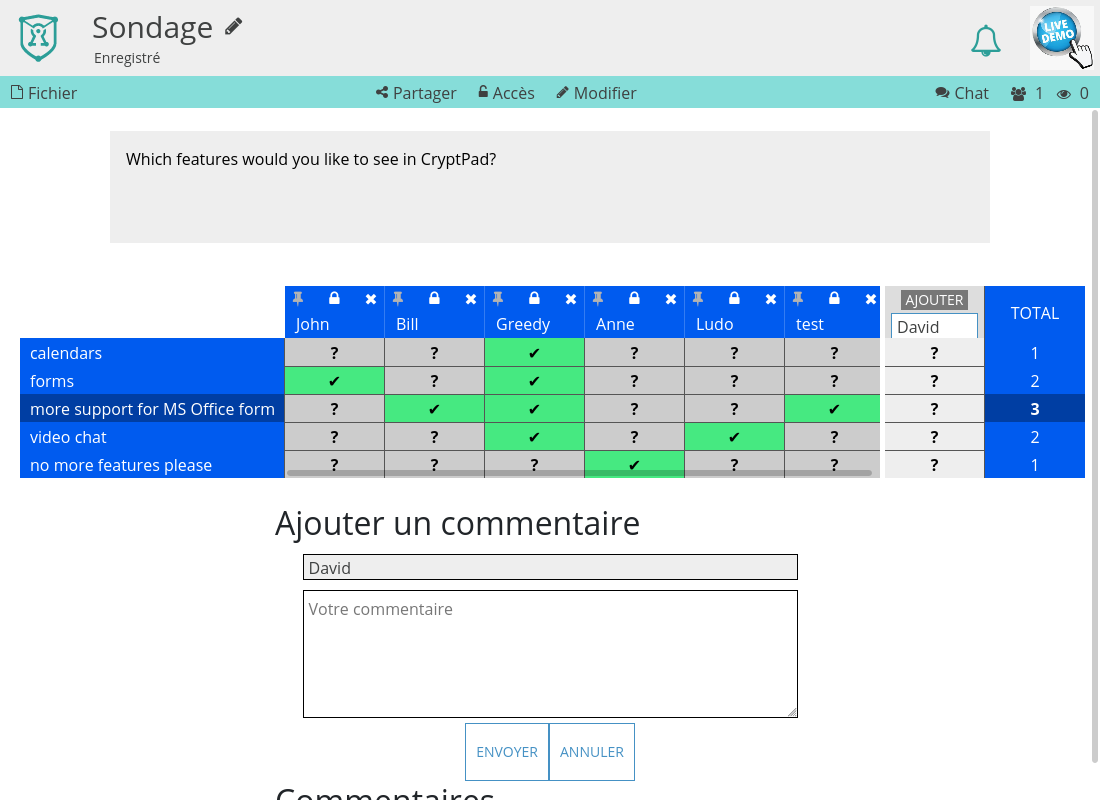 Sondage
Enregistré
LIVE DEMO
Fichier Partager Accès Modifier Chat 1 0
Which features would you like to see in CryptPad?
AJOUTER
John Bill Greedy Anne Ludo test David TOTAL
calendars ? ? ✔ ? ? ? ? 1
forms ✔ ? ✔ ? ? ? ? 2
more support for MS Office form ? ✔ ✔ ? ? ✔ ? 3
video chat ? ? ✔ ? ✔ ? ? 2
no more features please ? ? ? ✔ ? ? ? 1
Ajouter un commentaire
David
Votre commentaire
ENVOYER ANNULER
Commentaires